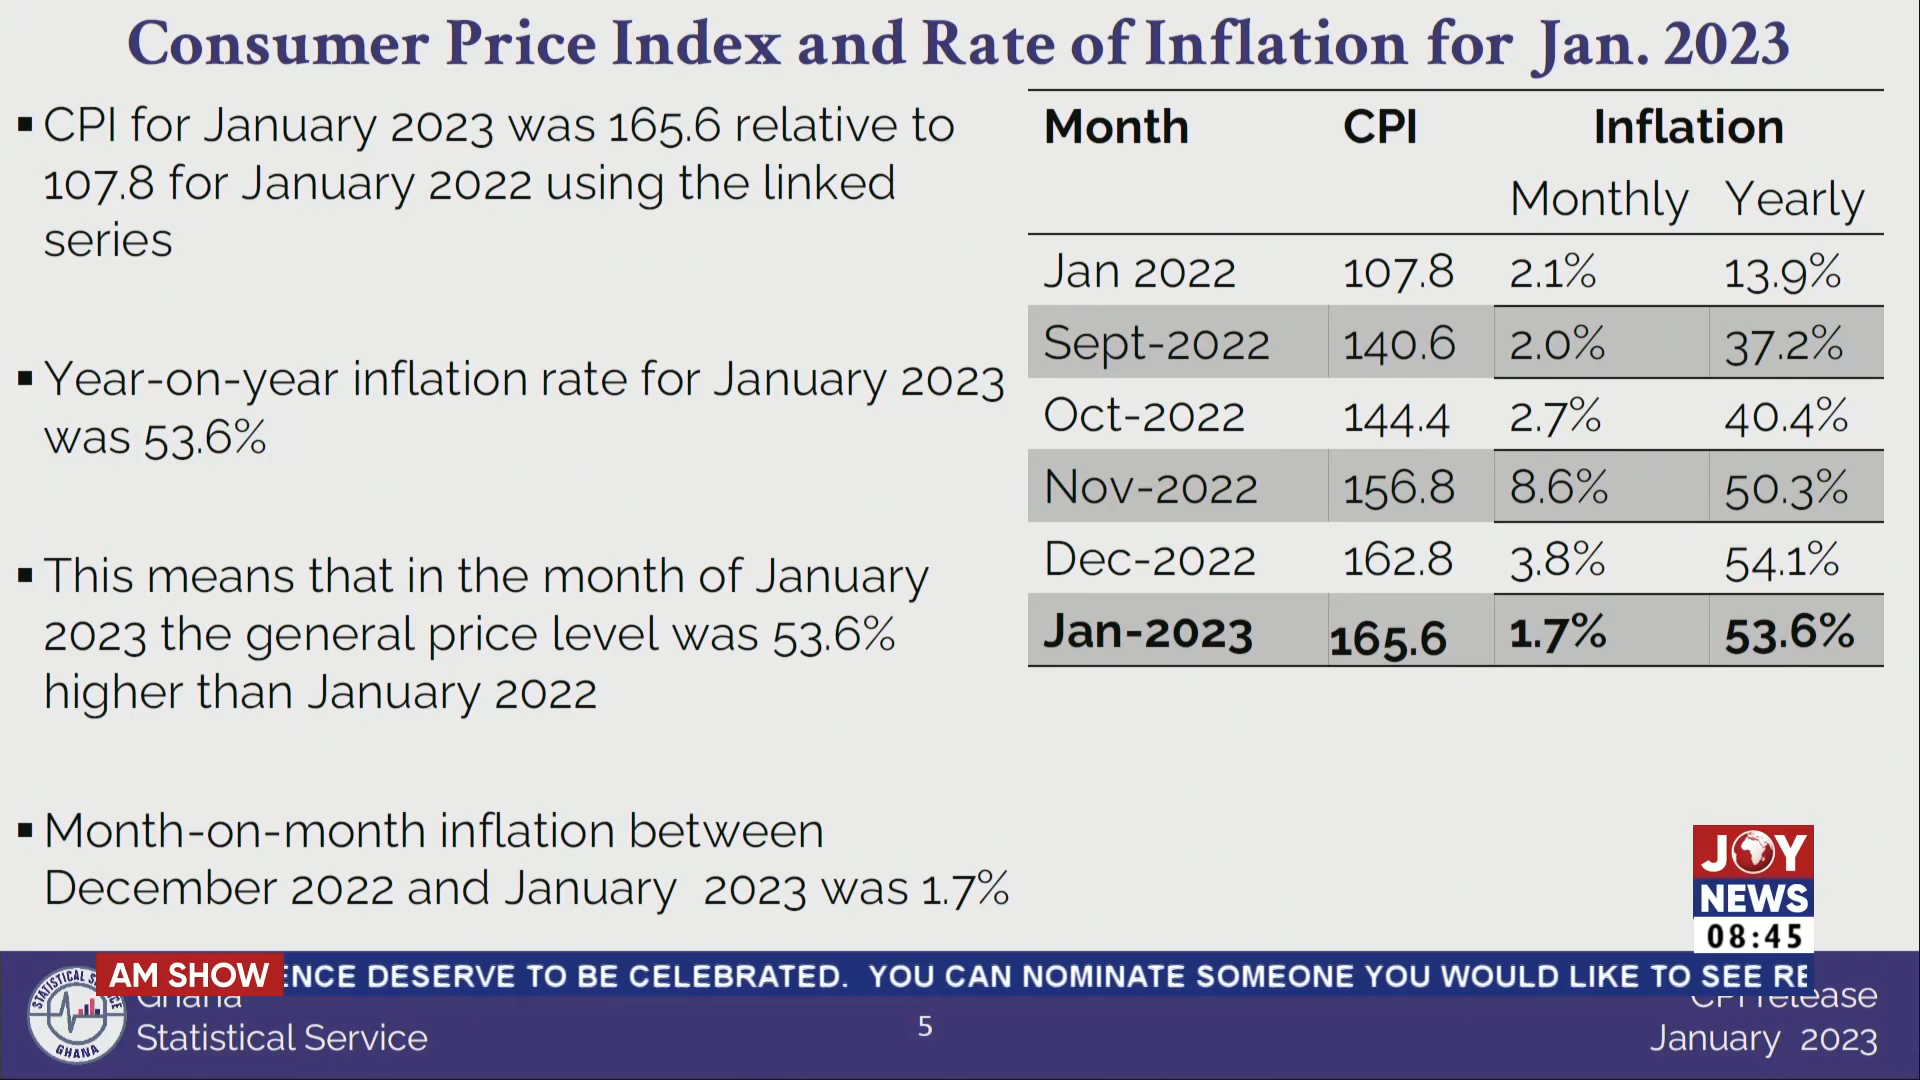 Consumer Price Index and Rate of Inflation for Jan. 2023
▪ CPI for January 2023 was 165.6 relative to
107.8 for January 2022 using the linked
series
▪ Year-on-year inflation rate for January 2023
was 53.6%
▪ This means that in the month of January
2023 the general price level was 53.6%
higher than January 2022
▪ Month-on-month inflation between
December 2022 and January 2023 was 1.7%
Month CPI Inflation
Monthly Yearly
Jan 2022 107.8 2.1% 13.9%
Sept-2022 140.6 2.0% 37.2%
Oct-2022 144.4 2.7% 40.4%
Nov-2022 156.8 8.6% 50.3%
Dec-2022 162.8 3.8% 54.1%
Jan-2023 165.6 1.7% 53.6%
JOY
NEWS
08:45
AM SHOW ENCE DESERVE TO BE CELEBRATED. YOU CAN NOMINATE SOMEONE YOU WOULD LIKE TO SEE RE
STATISTICAL SERVICE
GHANA
Ghana
Statistical Service
5
CPI release
January 2023